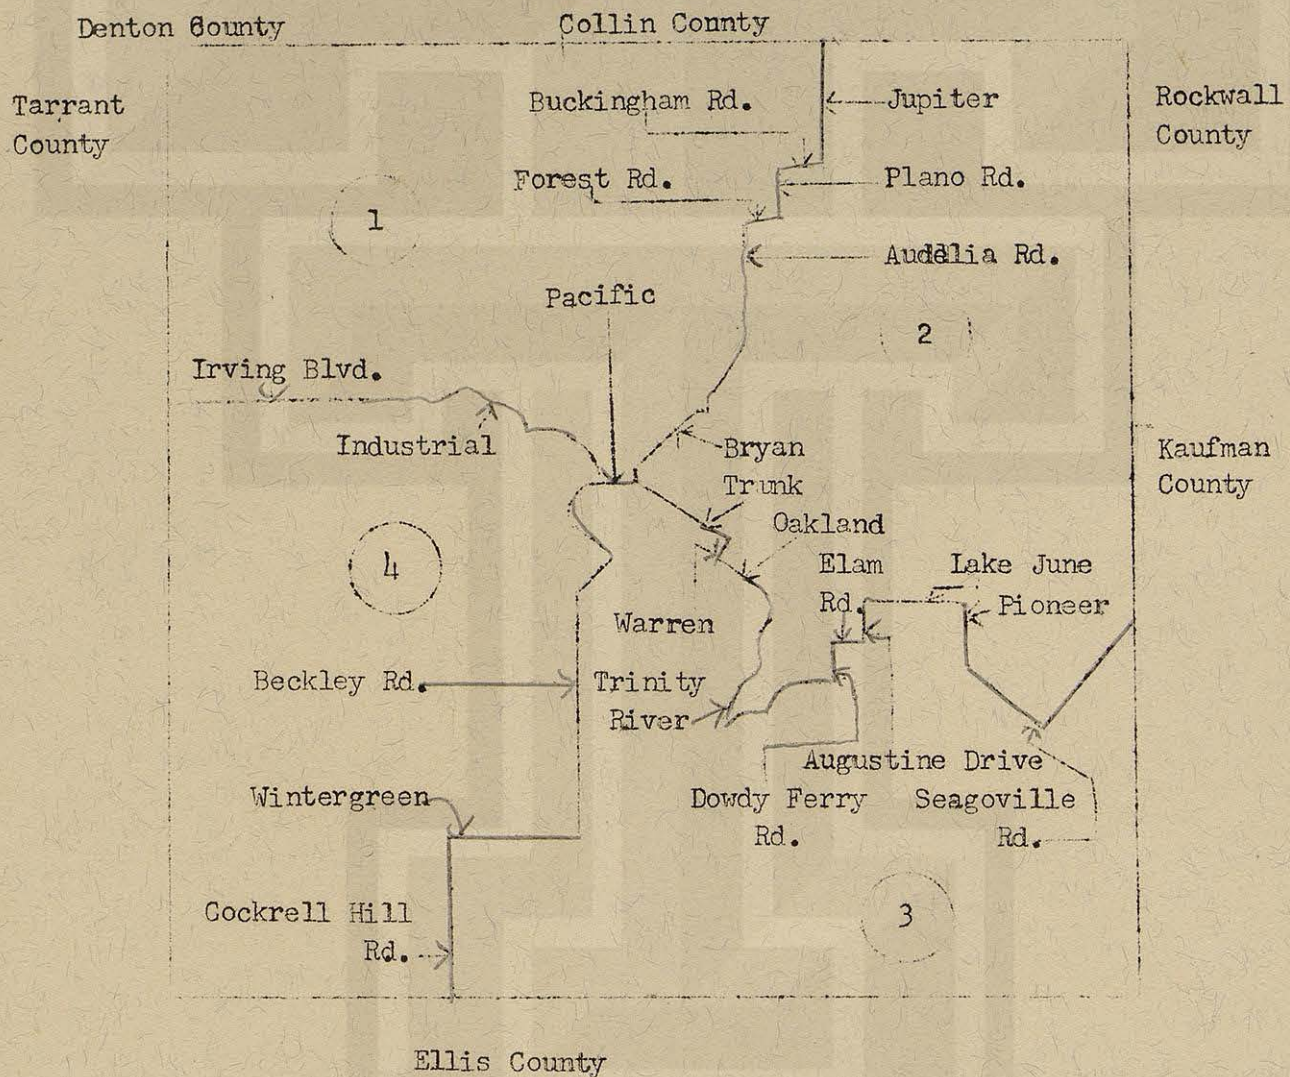 Denton County
Collin Connty
Tarrant
County
Buckingham Rd.
Jupiter
Rockwall
County
Forest Rd.
Plano Rd.
1
Audelia Rd.
Pacific
2
Irving Blvd.
Industrial
Bryan
Trunk
Kaufman
County
Oakland
4
Elam
Rd.
Lake June
Pioneer
Warren
Beckley Rd.
Trinity
River
Augustine Drive
Wintergreen
Dowdy Ferry
Rd.
Seagoville
Rd.
Cockrell Hill
Rd.
3
Ellis County